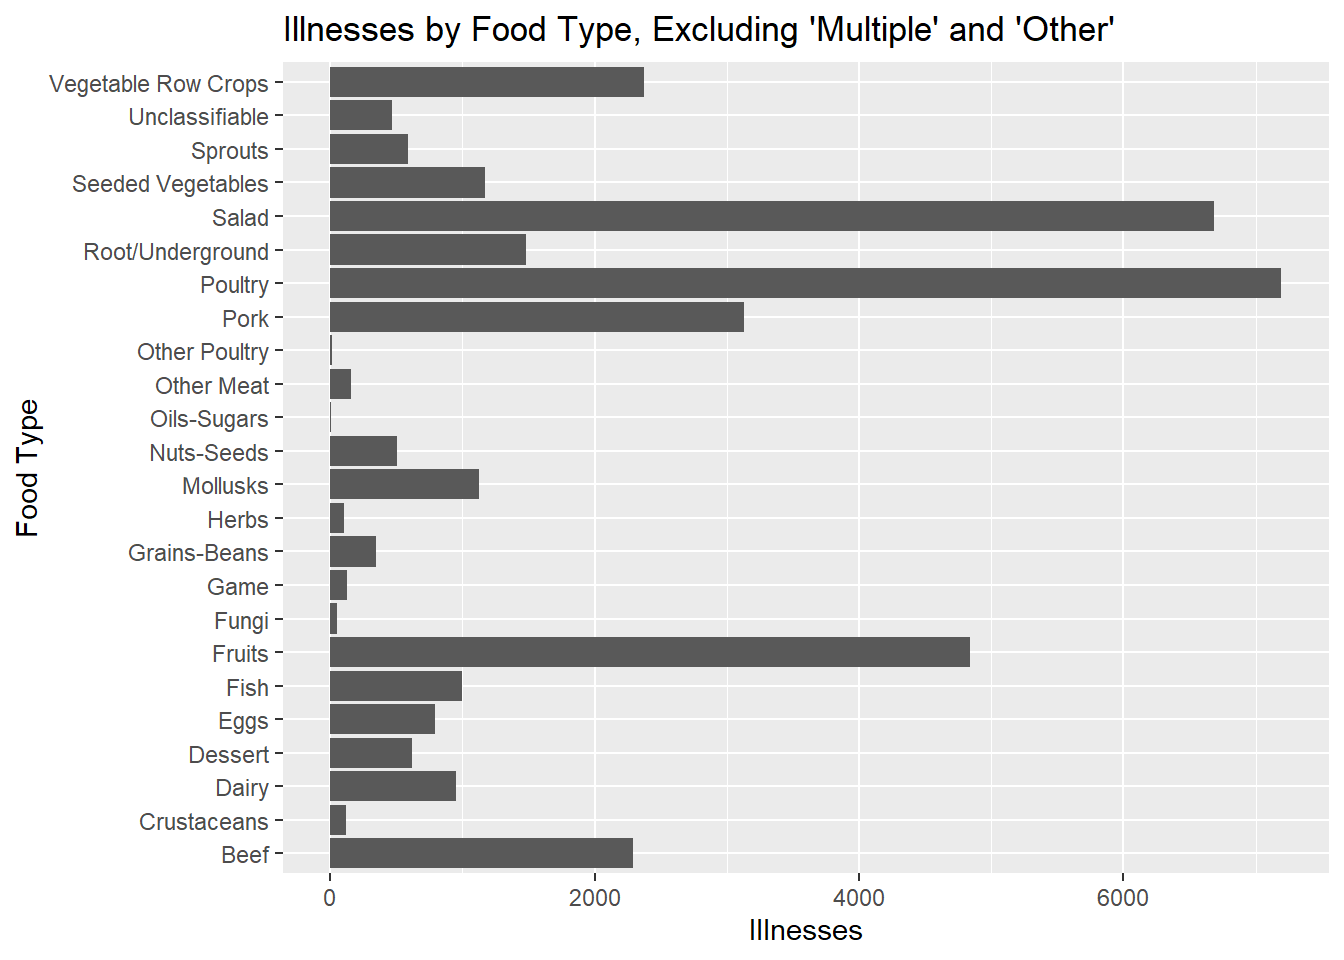 Illnesses by Food Type, Excluding 'Multiple' and 'Other'
Food Type
Vegetable Row Crops
Unclassifiable
Sprouts
Seeded Vegetables
Salad
Root/Underground
Poultry
Pork
Other Poultry
Other Meat
Oils-Sugars
Nuts-Seeds
Mollusks
Herbs
Grains-Beans
Game
Fungi
Fruits
Fish
Eggs
Dessert
Dairy
Crustaceans
Beef
0 2000 4000 6000
Illnesses